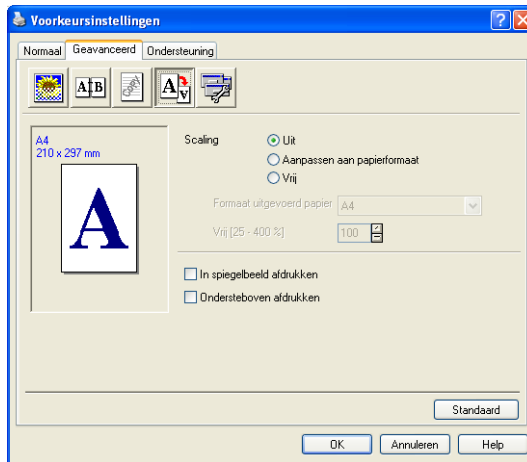 Voorkeursinstellingen
Normaal Geavanceerd Ondersteuning
A B copy A A
A4
210 x 297 mm
A
Scaling Uit
Aanpassen aan papierformaat
Vrij
Formaat uitgevoerd papier A4
Vrij [25 - 400 %] 100
In spiegelbeeld afdrukken
Ondersteboven afdrukken
Standaard
OK Annuleren Help